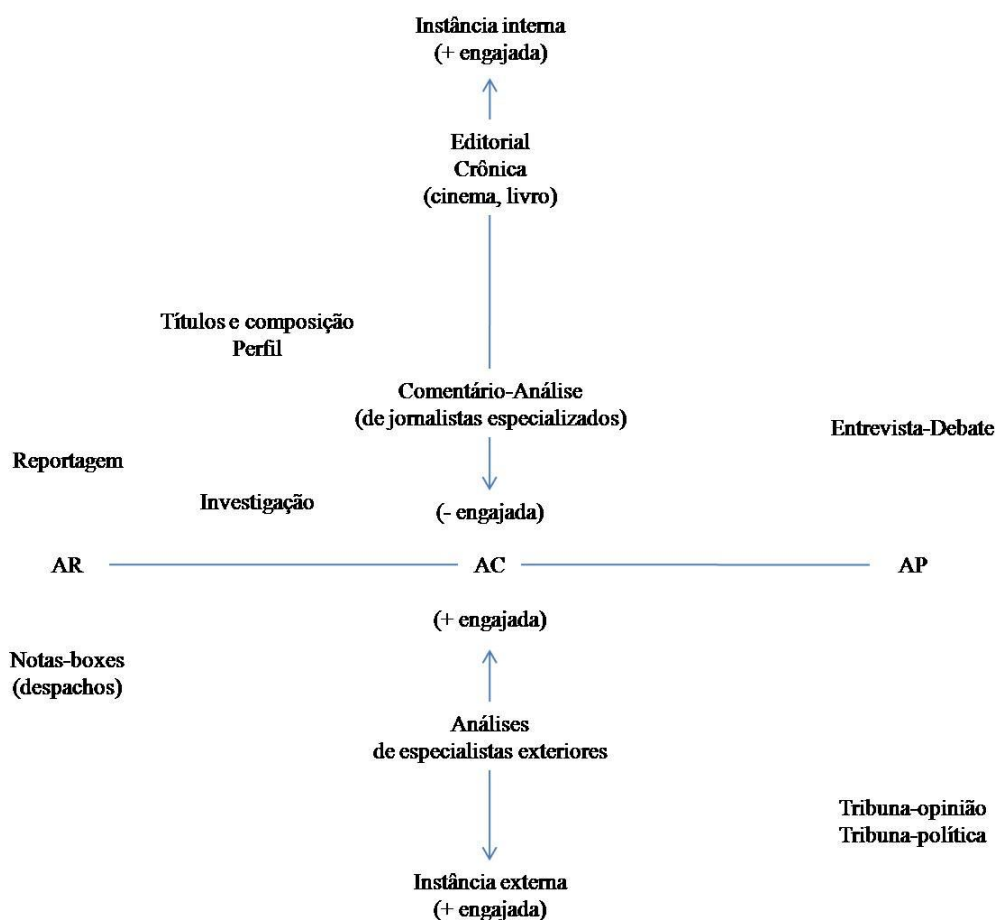 Instância interna
(+ engajada)
Editorial
Crônica
(cinema, livro)
Títulos e composição
Perfil
Comentário-Análise
(de jornalistas especializados)
Entrevista-Debate
Reportagem
Investigação
(- engajada)
AR
AC
AP
(+ engajada)
Notas-boxes
(despachos)
Análises
de especialistas exteriores
Tribuna-opinião
Tribuna-política
Instância externa
(+ engajada)